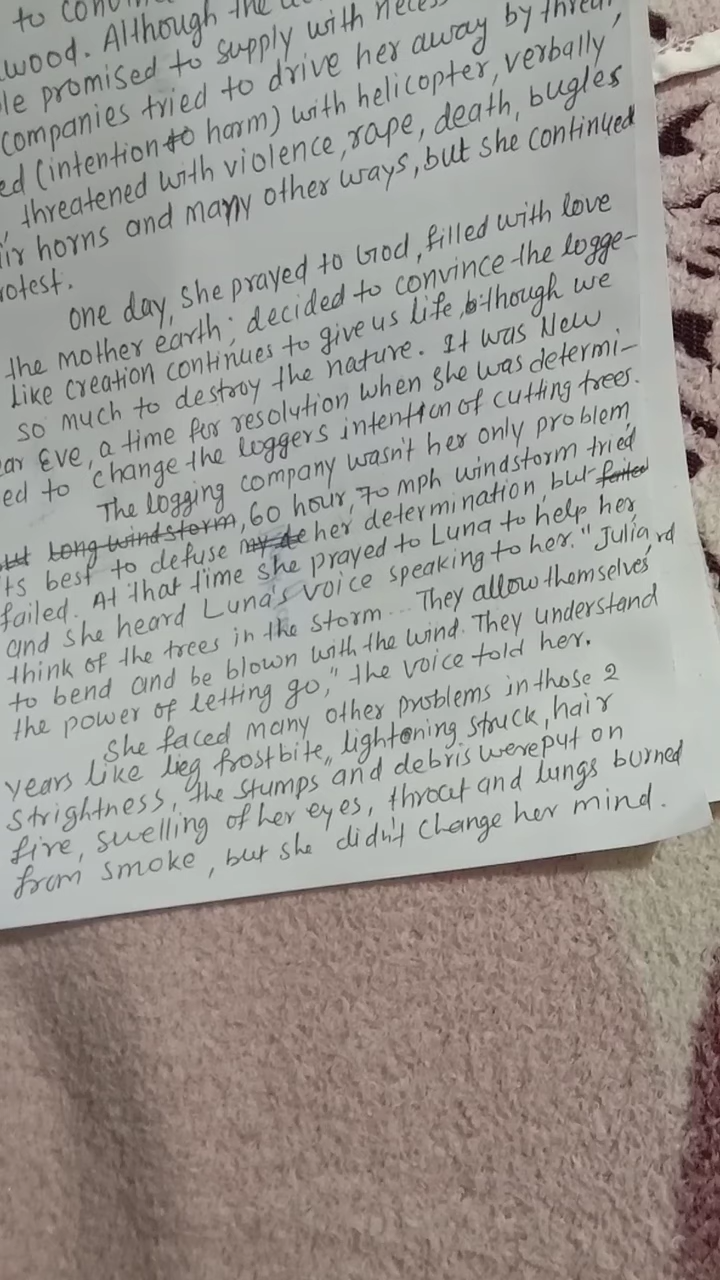 to
wood. Although the
le promised to supply with
companies tried to drive her away by
ed (intention to harm) with helicopter, verbally
threatened with violence, rape, death, bugles
ir horns and many other ways, but she continued
rotest.
one day, she prayed to God, filled with love
the mother earth; decided to convince the logge-
like creation continues to give us life, although we
so much to destroy the nature. It was New
ar Eve, a time for resolution when she was determi-
ed to change the loggers intention of cutting trees.
The logging company wasn't her only problem
long windstorm, 60 hour, 70 mph windstorm tried
ts best to defuse her determination, but failed
failed. At that time she prayed to Luna to help her
and she heard Luna's voice speaking to her. "Julia,
think of the trees in the storm... They allow themselves
to bend and be blown with the wind. They understand
the power of letting go," the voice told her.
She faced many other problems in those 2
years like leg frostbite, lightening struck, hair
strightness, the stumps and debris were put on
fire, swelling of her eyes, throat and lungs burned
from smoke, but she didn't change her mind.